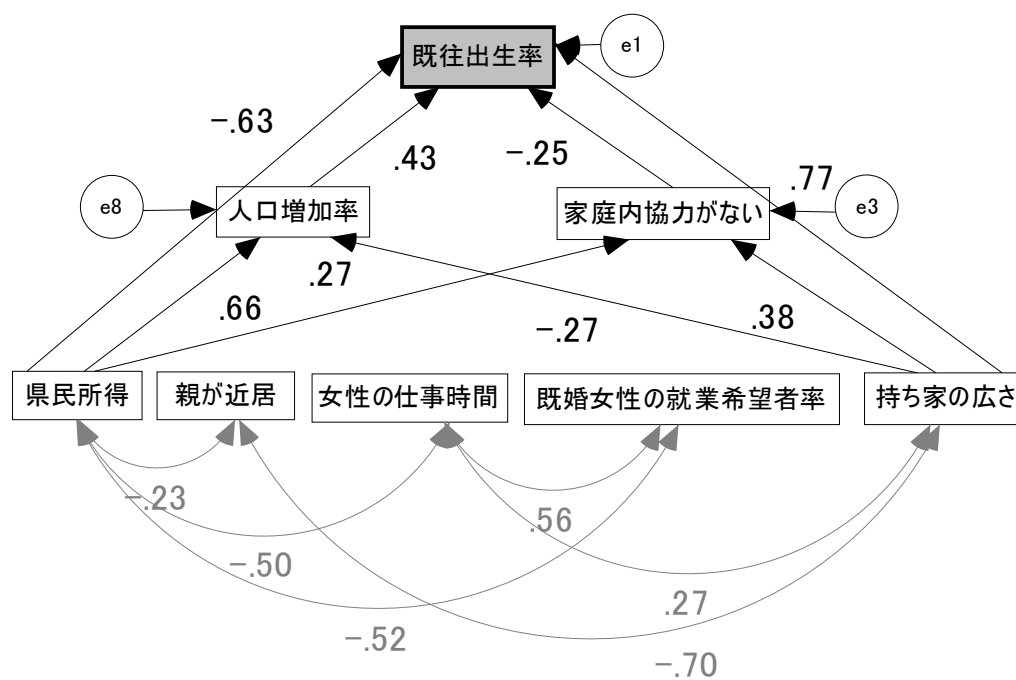 既往出生率
e1
−.63
.43
−.25
.77
e8
人口増加率
家庭内協力がない
e3
.66
.27
−.27
.38
県民所得
親が近居
女性の仕事時間
既婚女性の就業希望者率
持ち家の広さ
−.23
.56
−.50
.27
−.52
−.70